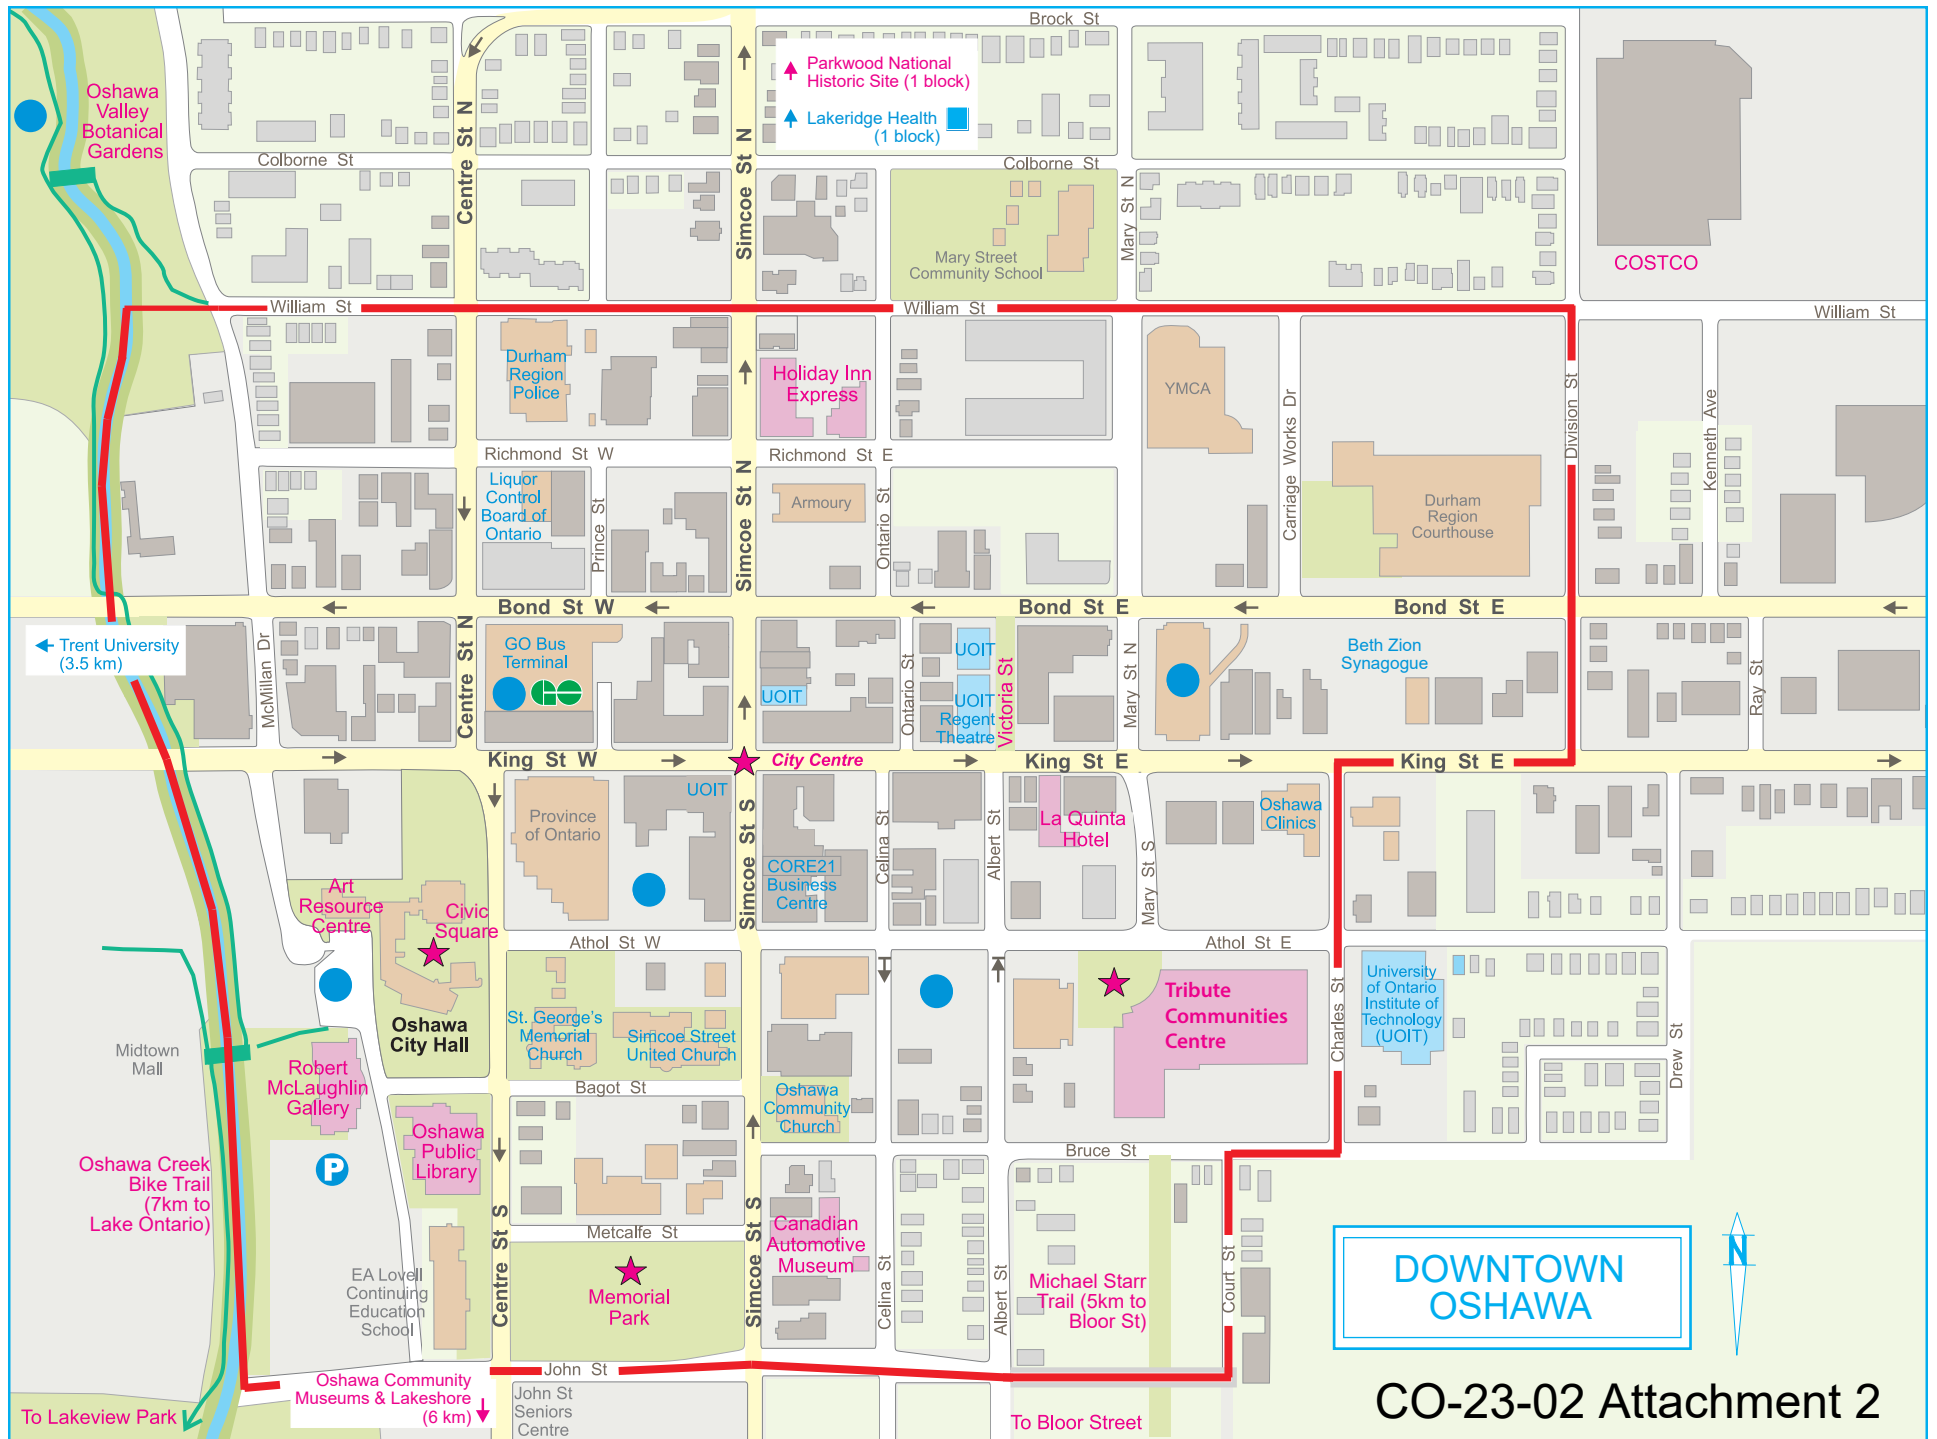 Brock St
Parkwood National
Historic Site (1 block)
Lakeridge Health
(1 block)
Oshawa
Valley
Botanical
Gardens
Centre St N
Simcoe St N
Colborne St
Colborne St
Mary St N
Mary Street
Community School
COSTCO
William St
William St
William St
Durham
Region
Police
Holiday Inn
Express
YMCA
Carriage Works Dr
Division St
Kenneth Ave
Richmond St W
Richmond St E
Liquor
Control
Board of
Ontario
Prince St
Simcoe St N
Armoury
Ontario St
Durham
Region
Courthouse
Bond St W
Bond St E
Bond St E
Trent University
(3.5 km)
McMillan Dr
Centre St N
GO Bus
Terminal
GO
UOIT
Ontario St
UOIT
UOIT
Regent
Theatre
Victoria St
Mary St N
Beth Zion
Synagogue
Ray St
King St W
City Centre
King St E
King St E
Province
of Ontario
UOIT
Simcoe St S
CORE21
Business
Centre
Celina St
Albert St
La Quinta
Hotel
Mary St S
Oshawa
Clinics
Art
Resource
Centre
Civic
Square
Athol St W
Athol St E
Oshawa
City Hall
St. George's
Memorial
Church
Simcoe Street
United Church
Tribute
Communities
Centre
Charles St
University
of Ontario
Institute of
Technology
(UOIT)
Drew St
Midtown
Mall
Robert
McLaughlin
Gallery
Bagot St
Oshawa
Community
Church
Oshawa
Public
Library
P
Bruce St
Oshawa Creek
Bike Trail
(7km to
Lake Ontario)
Centre St S
Metcalfe St
Simcoe St S
Canadian
Automotive
Museum
Celina St
Albert St
Michael Starr
Trail (5km to
Bloor St)
Court St
EA Lovell
Continuing
Education
School
Memorial
Park
DOWNTOWN
OSHAWA
N
John St
Oshawa Community
Museums & Lakeshore
(6 km)
John St
Seniors
Centre
To Lakeview Park
To Bloor Street
CO-23-02 Attachment 2